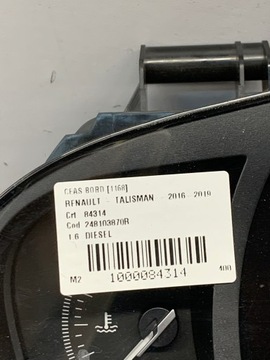 CEAS BORD [1168]
RENAULT - TALISMAN - 2016-2019
Crt 84314
Cod 248103870R
1.6 DIESEL
M2 1000084314 400